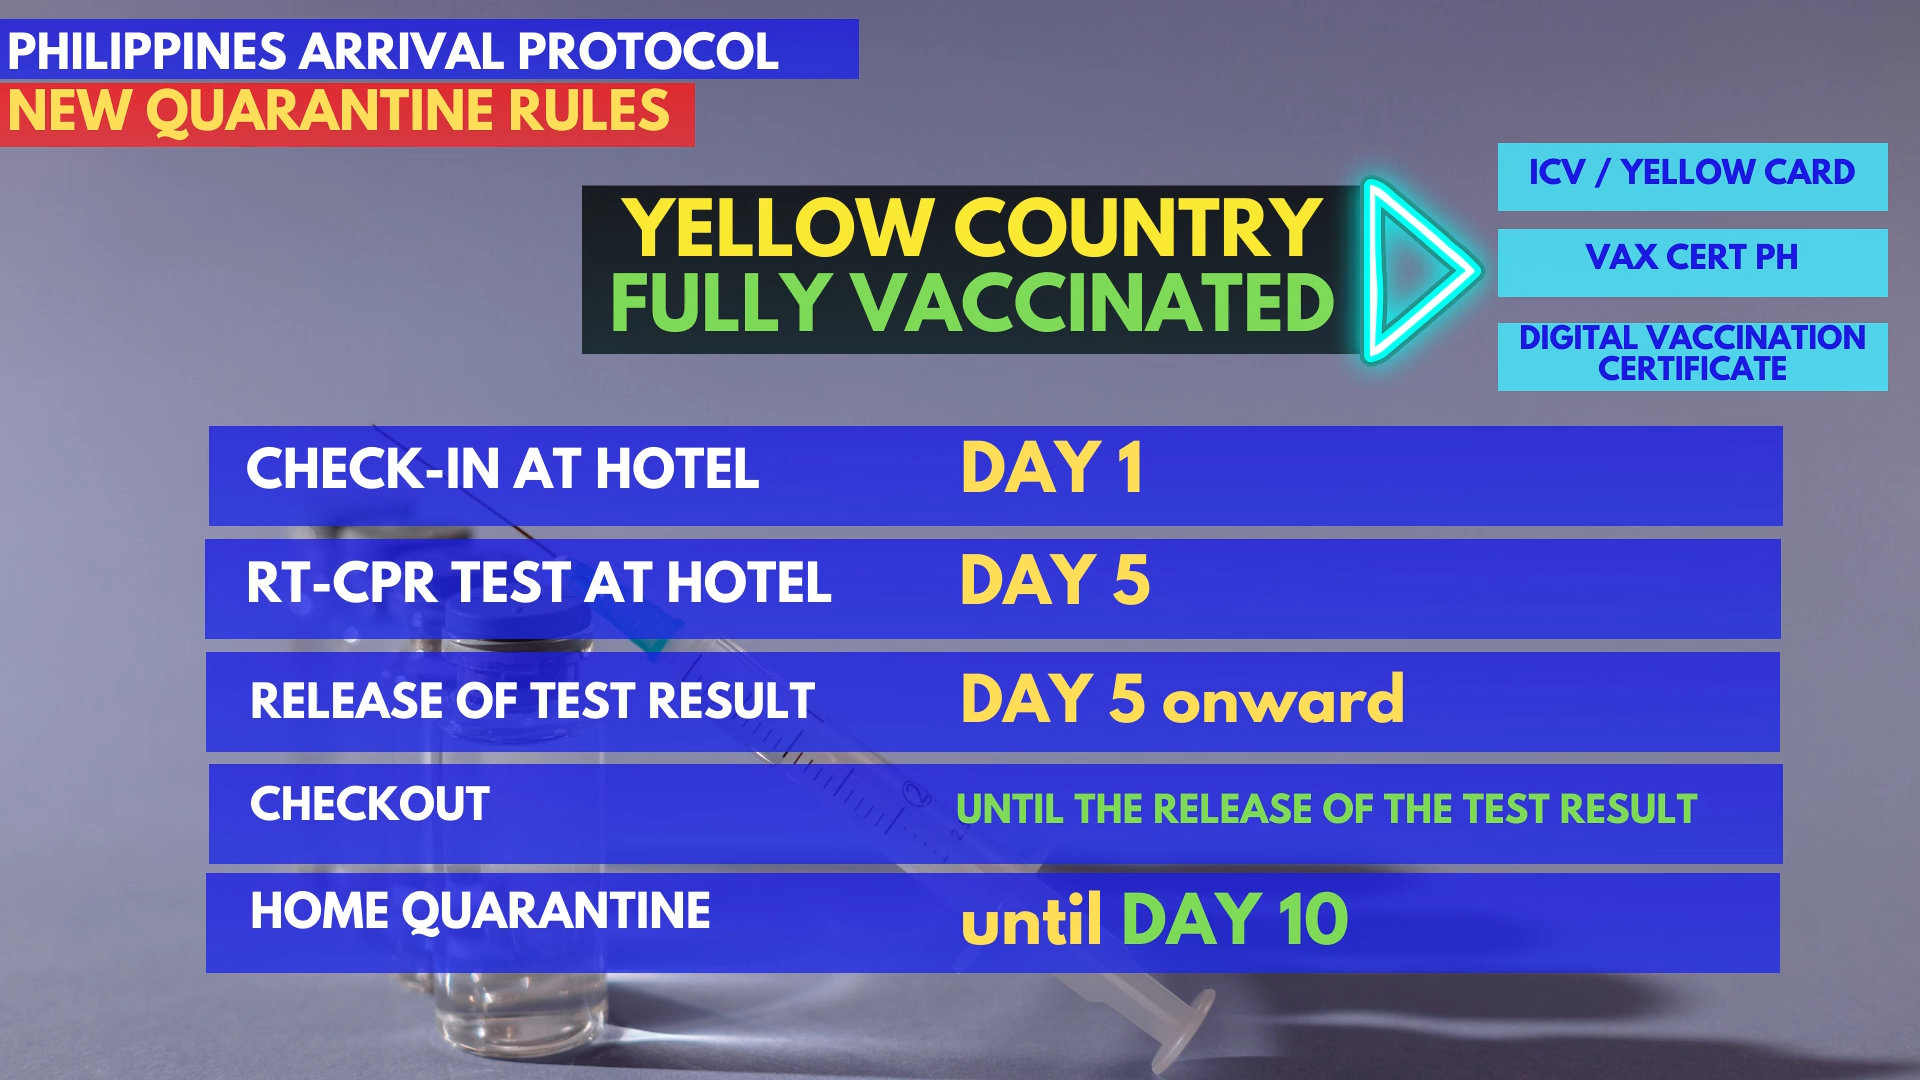 PHILIPPINES ARRIVAL PROTOCOL
NEW QUARANTINE RULES
YELLOW COUNTRY
FULLY VACCINATED
ICV / YELLOW CARD
VAX CERT PH
DIGITAL VACCINATION
CERTIFICATE
CHECK-IN AT HOTEL DAY 1
RT-CPR TEST AT HOTEL DAY 5
RELEASE OF TEST RESULT DAY 5 onward
CHECKOUT UNTIL THE RELEASE OF THE TEST RESULT
HOME QUARANTINE until DAY 10
2